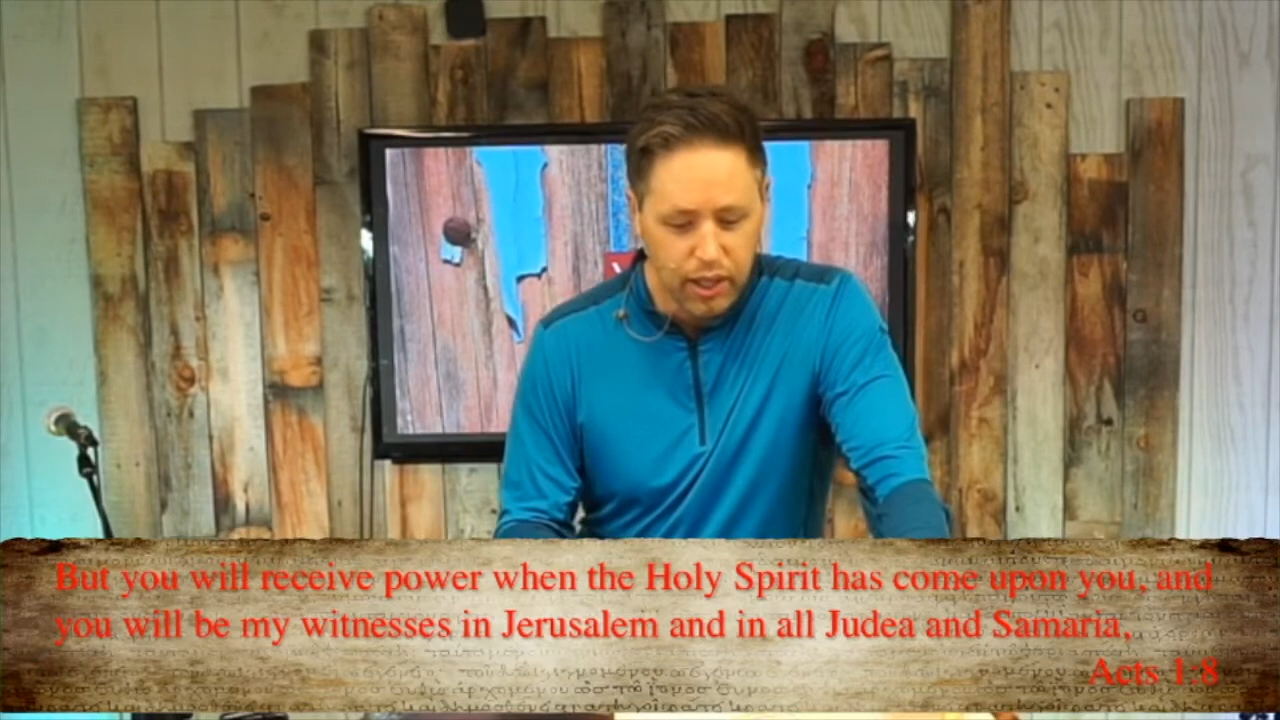 But you will receive power when the Holy Spirit has come upon you, and
you will be my witnesses in Jerusalem and in all Judea and Samaria,
Acts 1:8